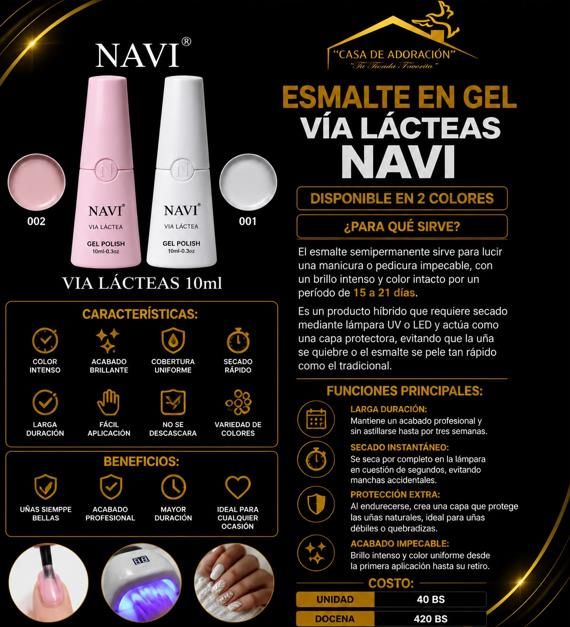 NAVI®
"CASA DE ADORACIÓN"
"Tu Tienda Favorita"
ESMALTE EN GEL
VÍA LÁCTEAS
NAVI
002
001
NAVI®
VIA LÁCTEA
GEL POLISH
10ml-0.3oz
NAVI®
VIA LÁCTEA
GEL POLISH
10ml-0.3oz
VIA LÁCTEAS 10ml
DISPONIBLE EN 2 COLORES
¿PARA QUÉ SIRVE?
El esmalte semipermanente sirve para lucir
una manicura o pedicura impecable, con
un brillo intenso y color intacto por un
período de 15 a 21 días.
Es un producto híbrido que requiere secado
mediante lámpara UV o LED y actúa como
una capa protectora, evitando que la uña
se quiebre o el esmalte se pele tan rápido
como el tradicional.
CARACTERÍSTICAS:
COLOR
INTENSO
ACABADO
BRILLANTE
COBERTURA
UNIFORME
SECADO
RÁPIDO
LARGA
DURACIÓN
FÁCIL
APLICACIÓN
NO SE
DESCASCARA
VARIEDAD DE
COLORES
BENEFICIOS:
UÑAS SIEMPPE
BELLAS
ACABADO
PROFESIONAL
MAYOR
DURACIÓN
IDEAL PARA
CUALQUIER
OCASIÓN
FUNCIONES PRINCIPALES:
LARGA DURACIÓN:
Mantiene un acabado profesional y
sin astillarse hasta por tres semanas.
SECADO INSTANTÁNEO:
Se seca por completo en la lámpara
en cuestión de segundos, evitando
manchas accidentales.
PROTECCIÓN EXTRA:
Al endurecerse, crea una capa que protege
las uñas naturales, ideal para uñas
débiles o quebradizas.
ACABADO IMPECABLE:
Brillo intenso y color uniforme desde
la primera aplicación hasta su retiro.
COSTO:
UNIDAD 40 BS
DOCENA 420 BS